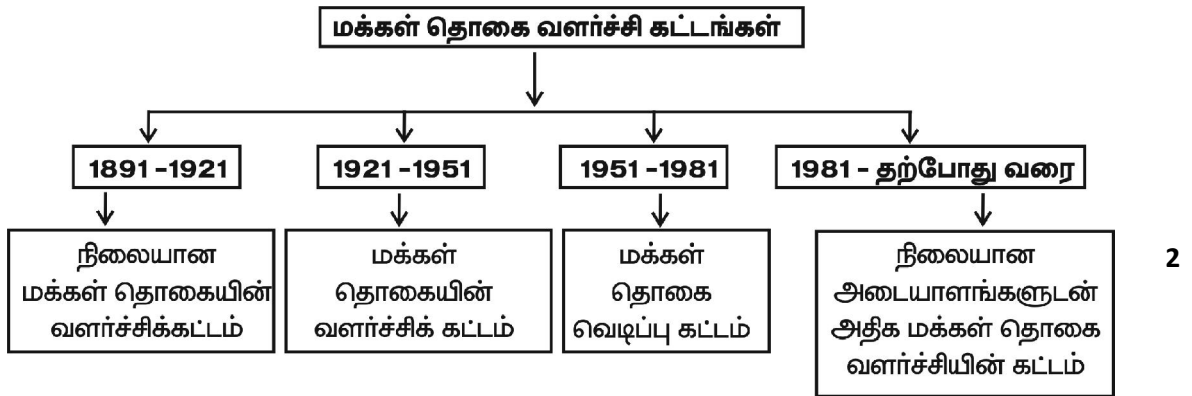 மக்கள் தொகை வளர்ச்சி கட்டங்கள்
1891 -1921
1921 -1951
1951 -1981
1981 - தற்போது வரை
நிலையான
மக்கள் தொகையின்
வளர்ச்சிக்கட்டம்
மக்கள்
தொகையின்
வளர்ச்சிக் கட்டம்
மக்கள்
தொகை
வெடிப்பு கட்டம்
நிலையான
அடையாளங்களுடன்
அதிக மக்கள் தொகை
வளர்ச்சியின் கட்டம்
2